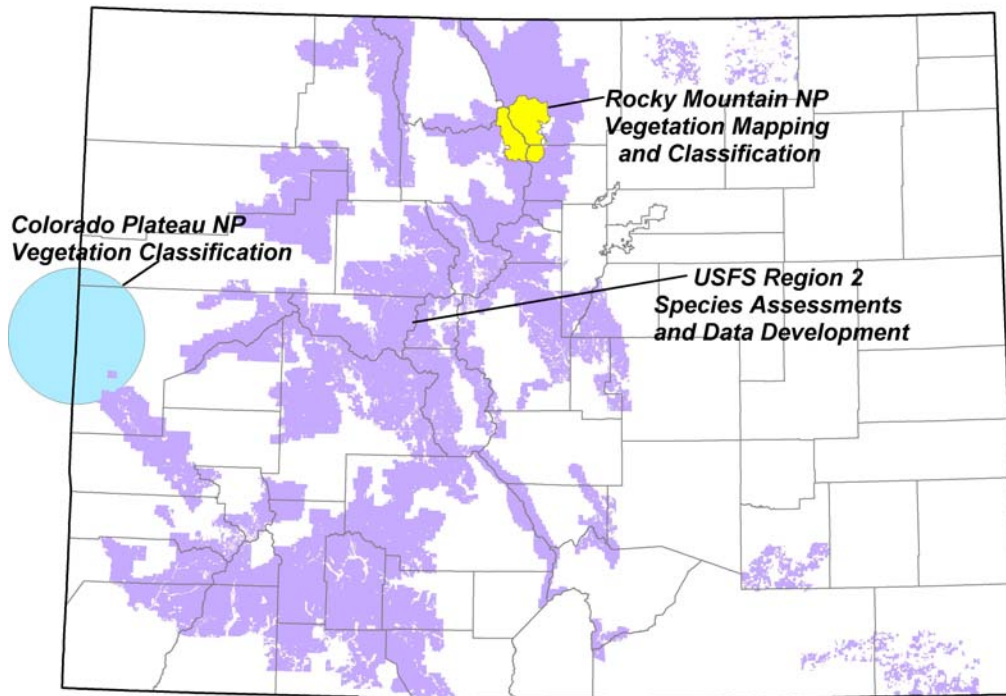 Rocky Mountain NP
Vegetation Mapping
and Classification
Colorado Plateau NP
Vegetation Classification
USFS Region 2
Species Assessments
and Data Development